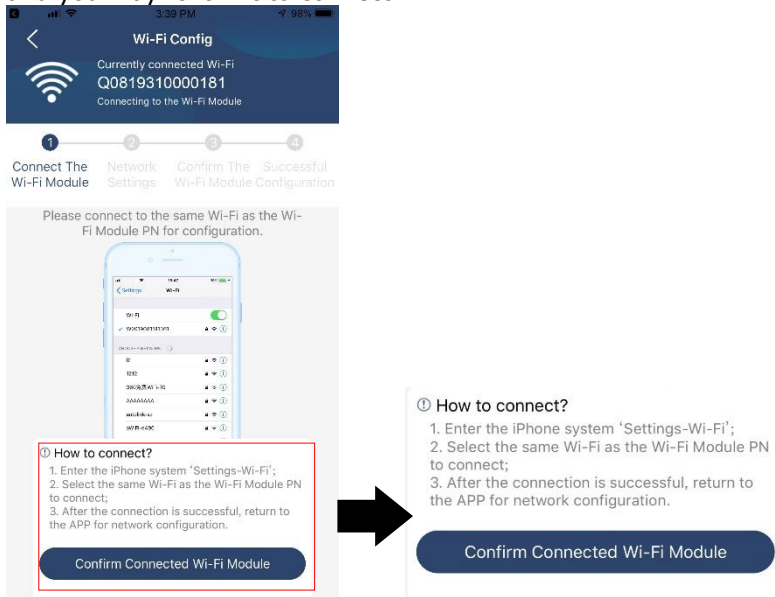 3:39 PM
98%
Wi-Fi Config
Currently connected Wi-Fi
Q0819310000181
Connecting to the Wi-Fi Module
1
2
3
4
Connect The
Wi-Fi Module
Network
Settings
Confirm The
Wi-Fi Module
Successful
Configuration
Please connect to the same Wi-Fi as the Wi-
Fi Module PN for configuration.
Settings
Wi-Fi
Wi-Fi
1212
AAAAAAAA
How to connect?
1. Enter the iPhone system ‘Settings-Wi-Fi’;
2. Select the same Wi-Fi as the Wi-Fi Module PN
to connect;
3. After the connection is successful, return to
the APP for network configuration.
Confirm Connected Wi-Fi Module
How to connect?
1. Enter the iPhone system ‘Settings-Wi-Fi’;
2. Select the same Wi-Fi as the Wi-Fi Module PN
to connect;
3. After the connection is successful, return to
the APP for network configuration.
Confirm Connected Wi-Fi Module